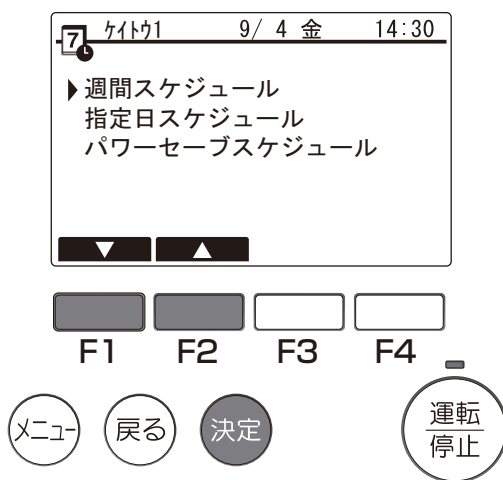 7 ｹｲﾄｳ1 9/ 4 金 14:30
▶週間スケジュール
指定日スケジュール
パワーセーブスケジュール
▼ ▲
F1 F2 F3 F4
メニュー 戻る 決定 運転
停止